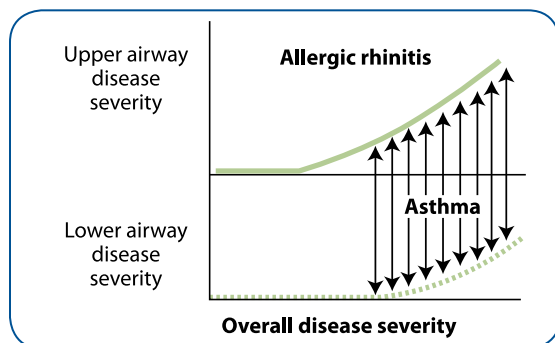 Upper airway
disease
severity
Allergic rhinitis
Asthma
Lower airway
disease
severity
Overall disease severity